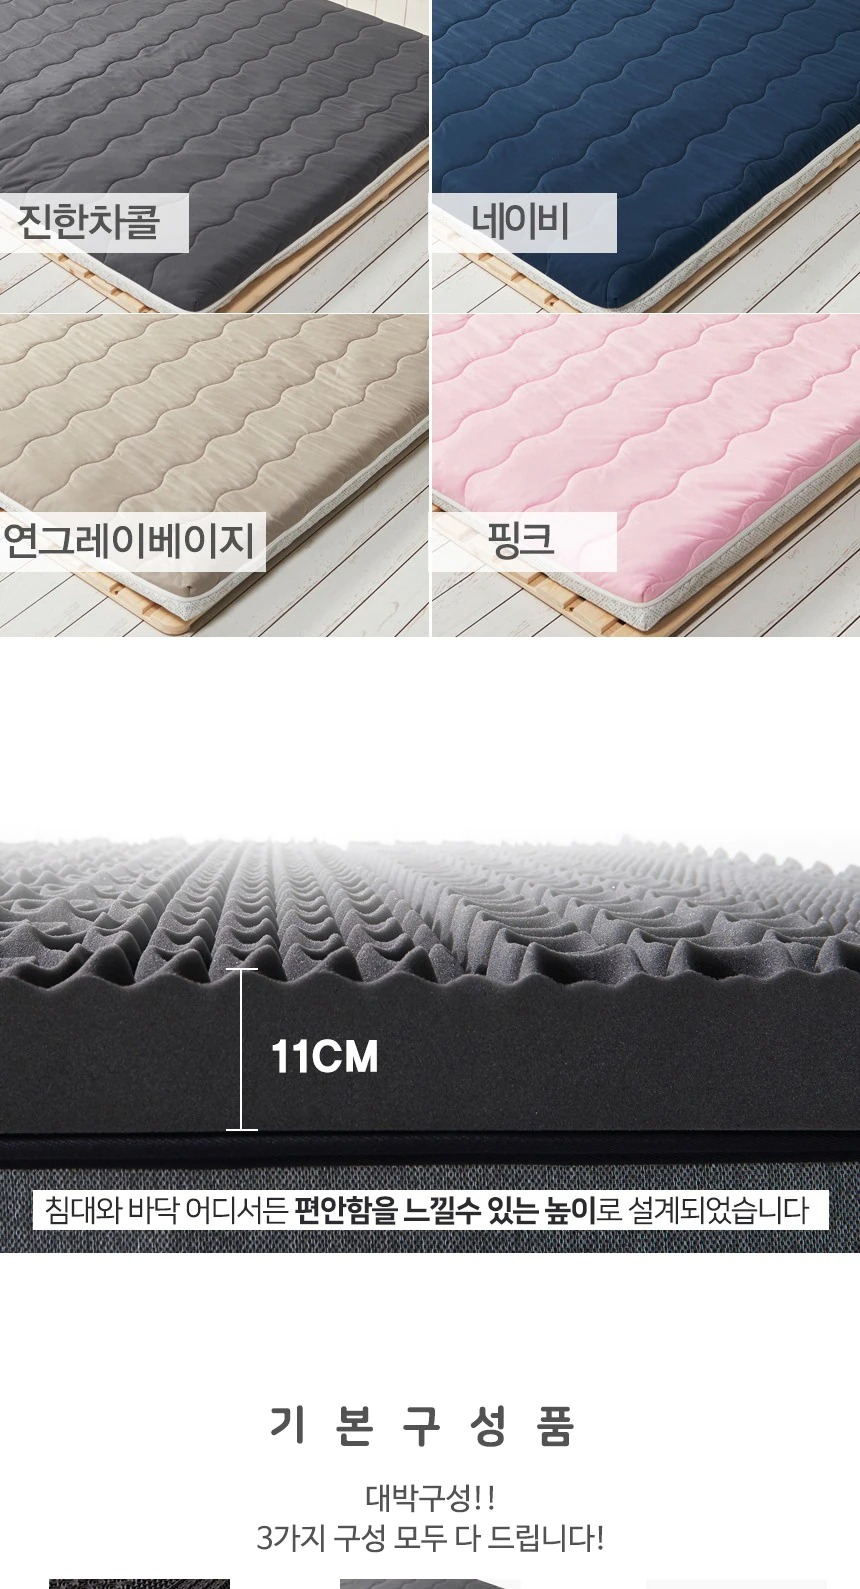 진한차콜
네이비
연그레이베이지
핑크
11CM
침대와 바닥 어디서든 편안함을 느낄수 있는 높이로 설계되었습니다
기본구성품
대박구성!!
3가지 구성 모두 다 드립니다!